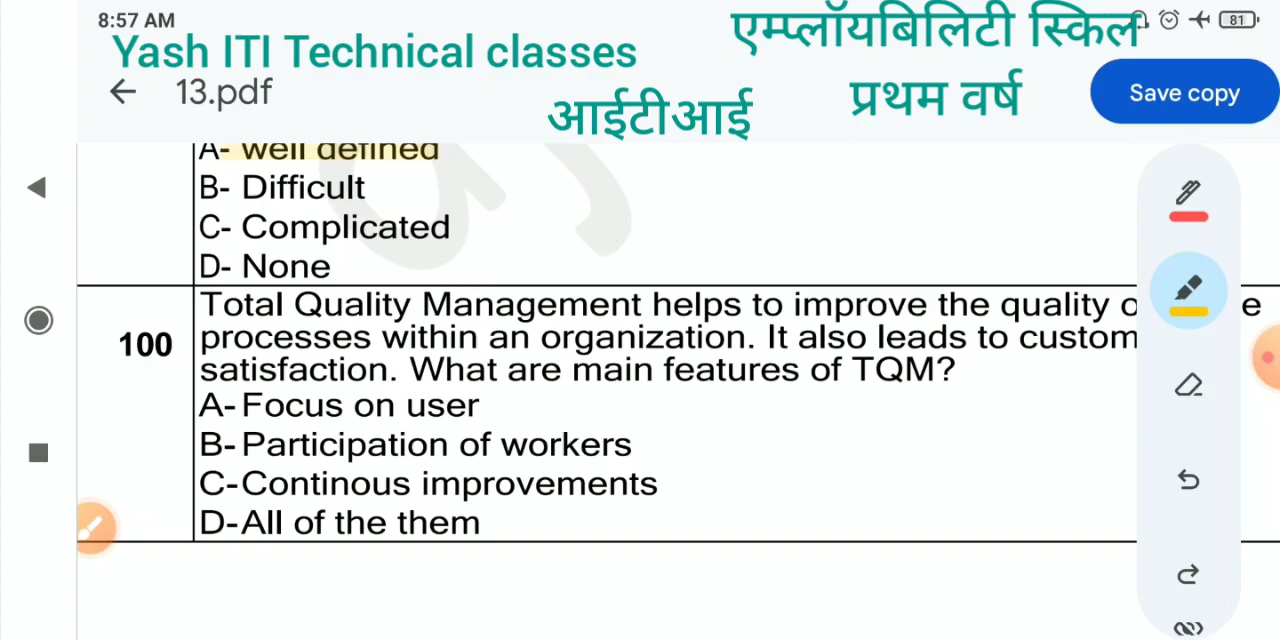 8:57 AM
81
Yash ITI Technical classes
एम्प्लॉयबिलिटी स्किल
13.pdf
आईटीआई
प्रथम वर्ष
Save copy
A- well defined
B- Difficult
C- Complicated
D- None
100
Total Quality Management helps to improve the quality
processes within an organization. It also leads to custom
satisfaction. What are main features of TQM?
A-Focus on user
B-Participation of workers
C-Continous improvements
D-All of the them